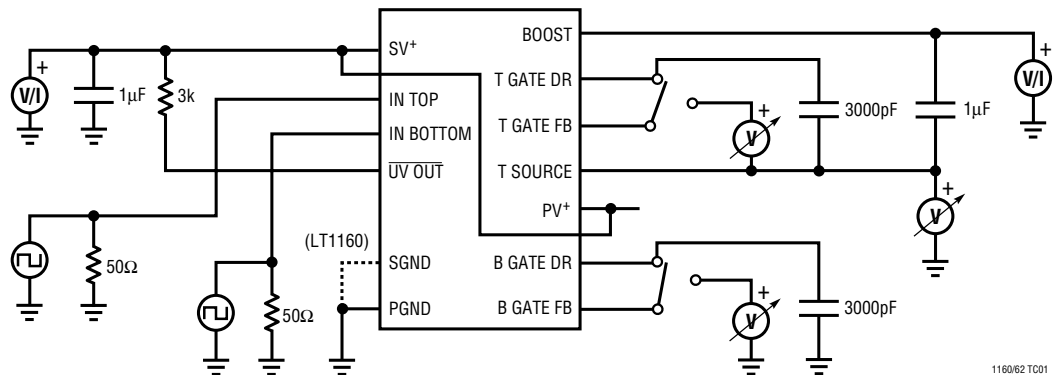 BOOST
SV+
+
V/I
1µF
3k
T GATE DR
+
V/I
IN TOP
3000pF
1µF
T GATE FB
+
V
IN BOTTOM
UV OUT
T SOURCE
+
V
PV+
50Ω
(LT1160)
SGND
B GATE DR
50Ω
PGND
B GATE FB
+
V
3000pF
1160/62 TC01